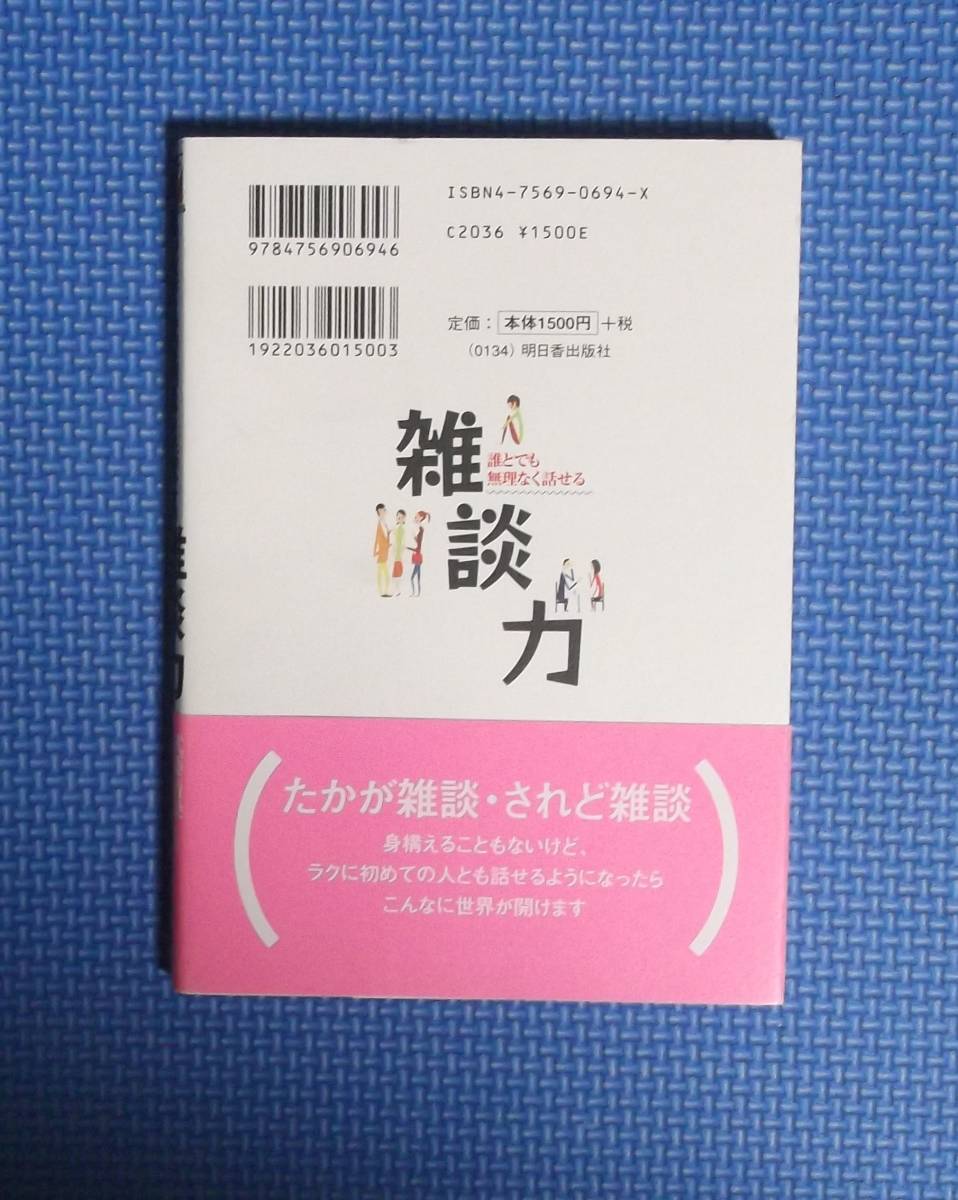 ISBN4-7569-0694-X
9784756906946
C2036 ¥1500E
定価：本体1500円+税
1922036015003
（0134）明日香出版社
誰とでも
無理なく話せる
雑談力
たかが雑談・されど雑談
身構えることもないけど、
ラクに初めての人とも話せるようになったら
こんなに世界が開けます